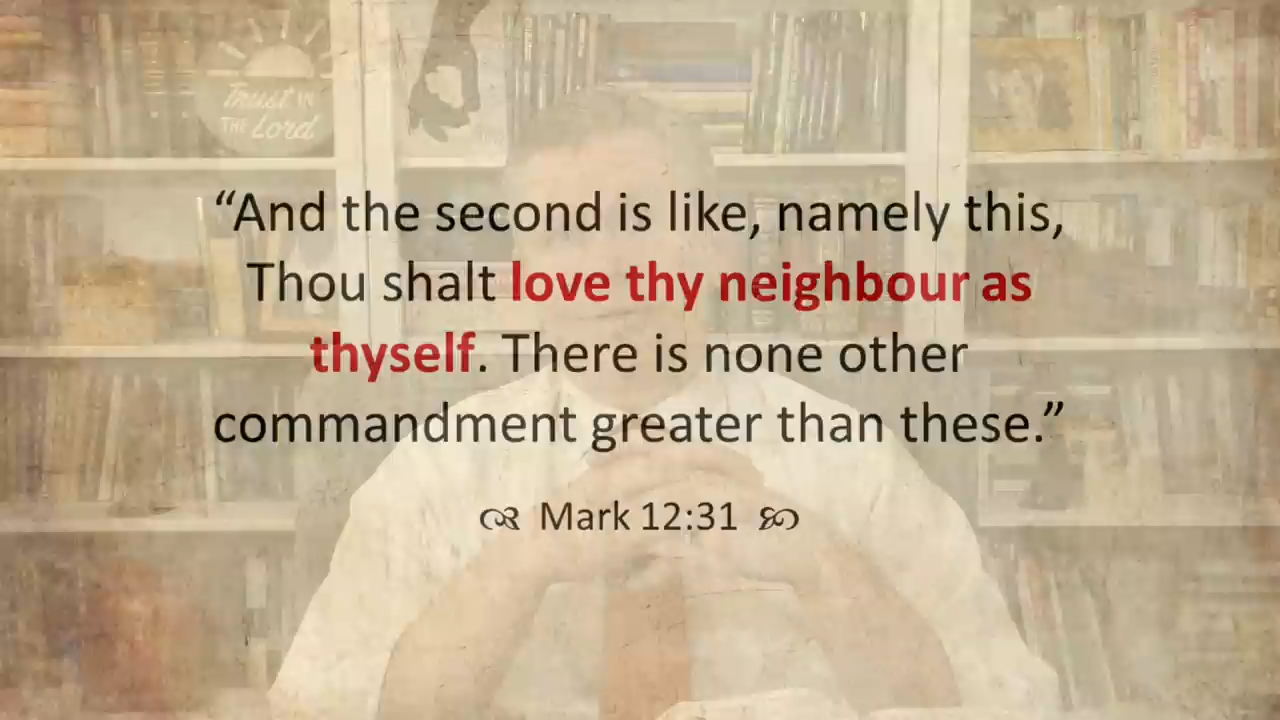 Trust IN
THE Lord
“And the second is like, namely this,
Thou shalt love thy neighbour as
thyself. There is none other
commandment greater than these.”
Mark 12:31